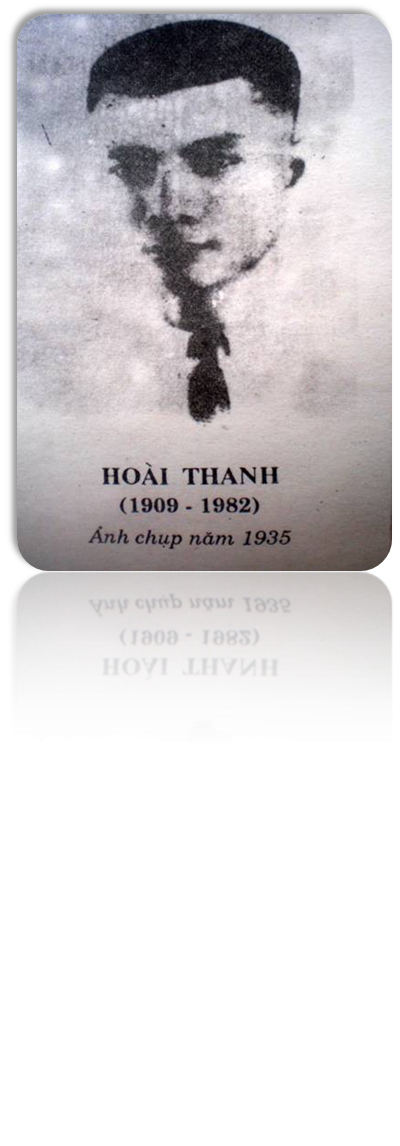 HOÀI THANH
(1909 - 1982)
Ảnh chụp năm 1935